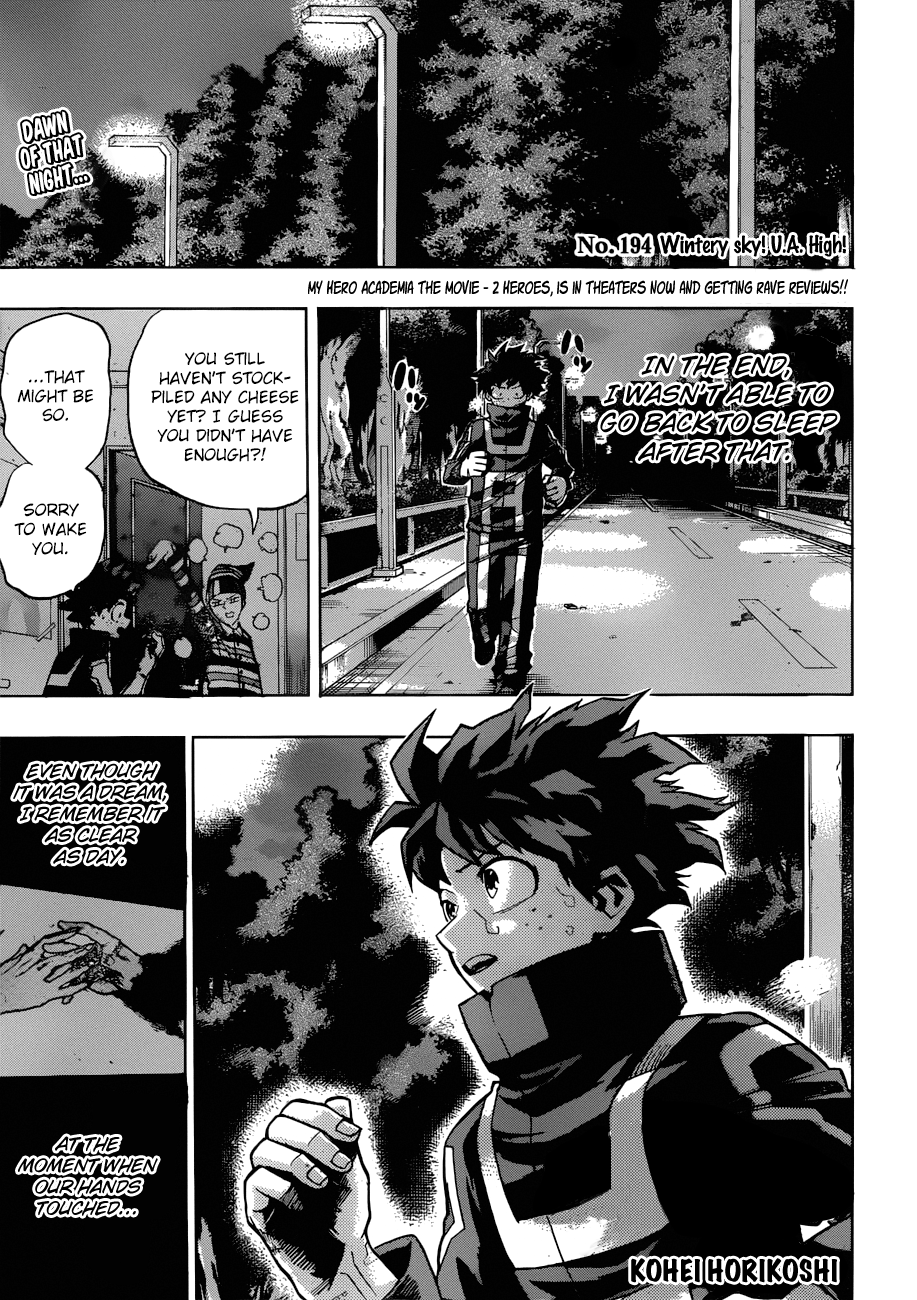 DAWN
OF THAT
NIGHT...
No. 194 Wintery sky! U.A. High!
MY HERO ACADEMIA THE MOVIE - 2 HEROES, IS IN THEATERS NOW AND GETTING RAVE REVIEWS!!
IN THE END,
I WASN'T ABLE TO
GO BACK TO SLEEP
AFTER THAT.
YOU STILL
HAVEN'T STOCK-
PILED ANY CHEESE
YET? I GUESS
YOU DIDN'T HAVE
ENOUGH?!
...THAT
MIGHT BE
SO.
SORRY
TO WAKE
YOU.
EVEN THOUGH
IT WAS A DREAM,
I REMEMBER IT
AS CLEAR
AS DAY.
AT THE
MOMENT WHEN
OUR HANDS
TOUCHED...
KOHEI HORIKOSHI